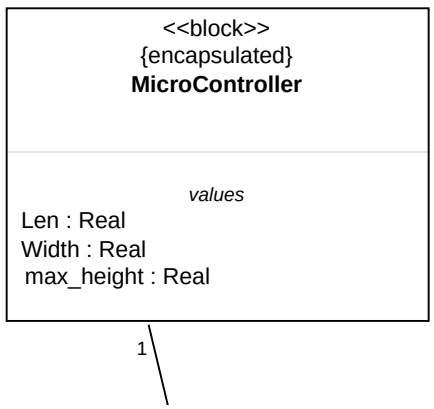 <<block>>
{encapsulated}
MicroController
values
Len : Real
Width : Real
max_height : Real
1